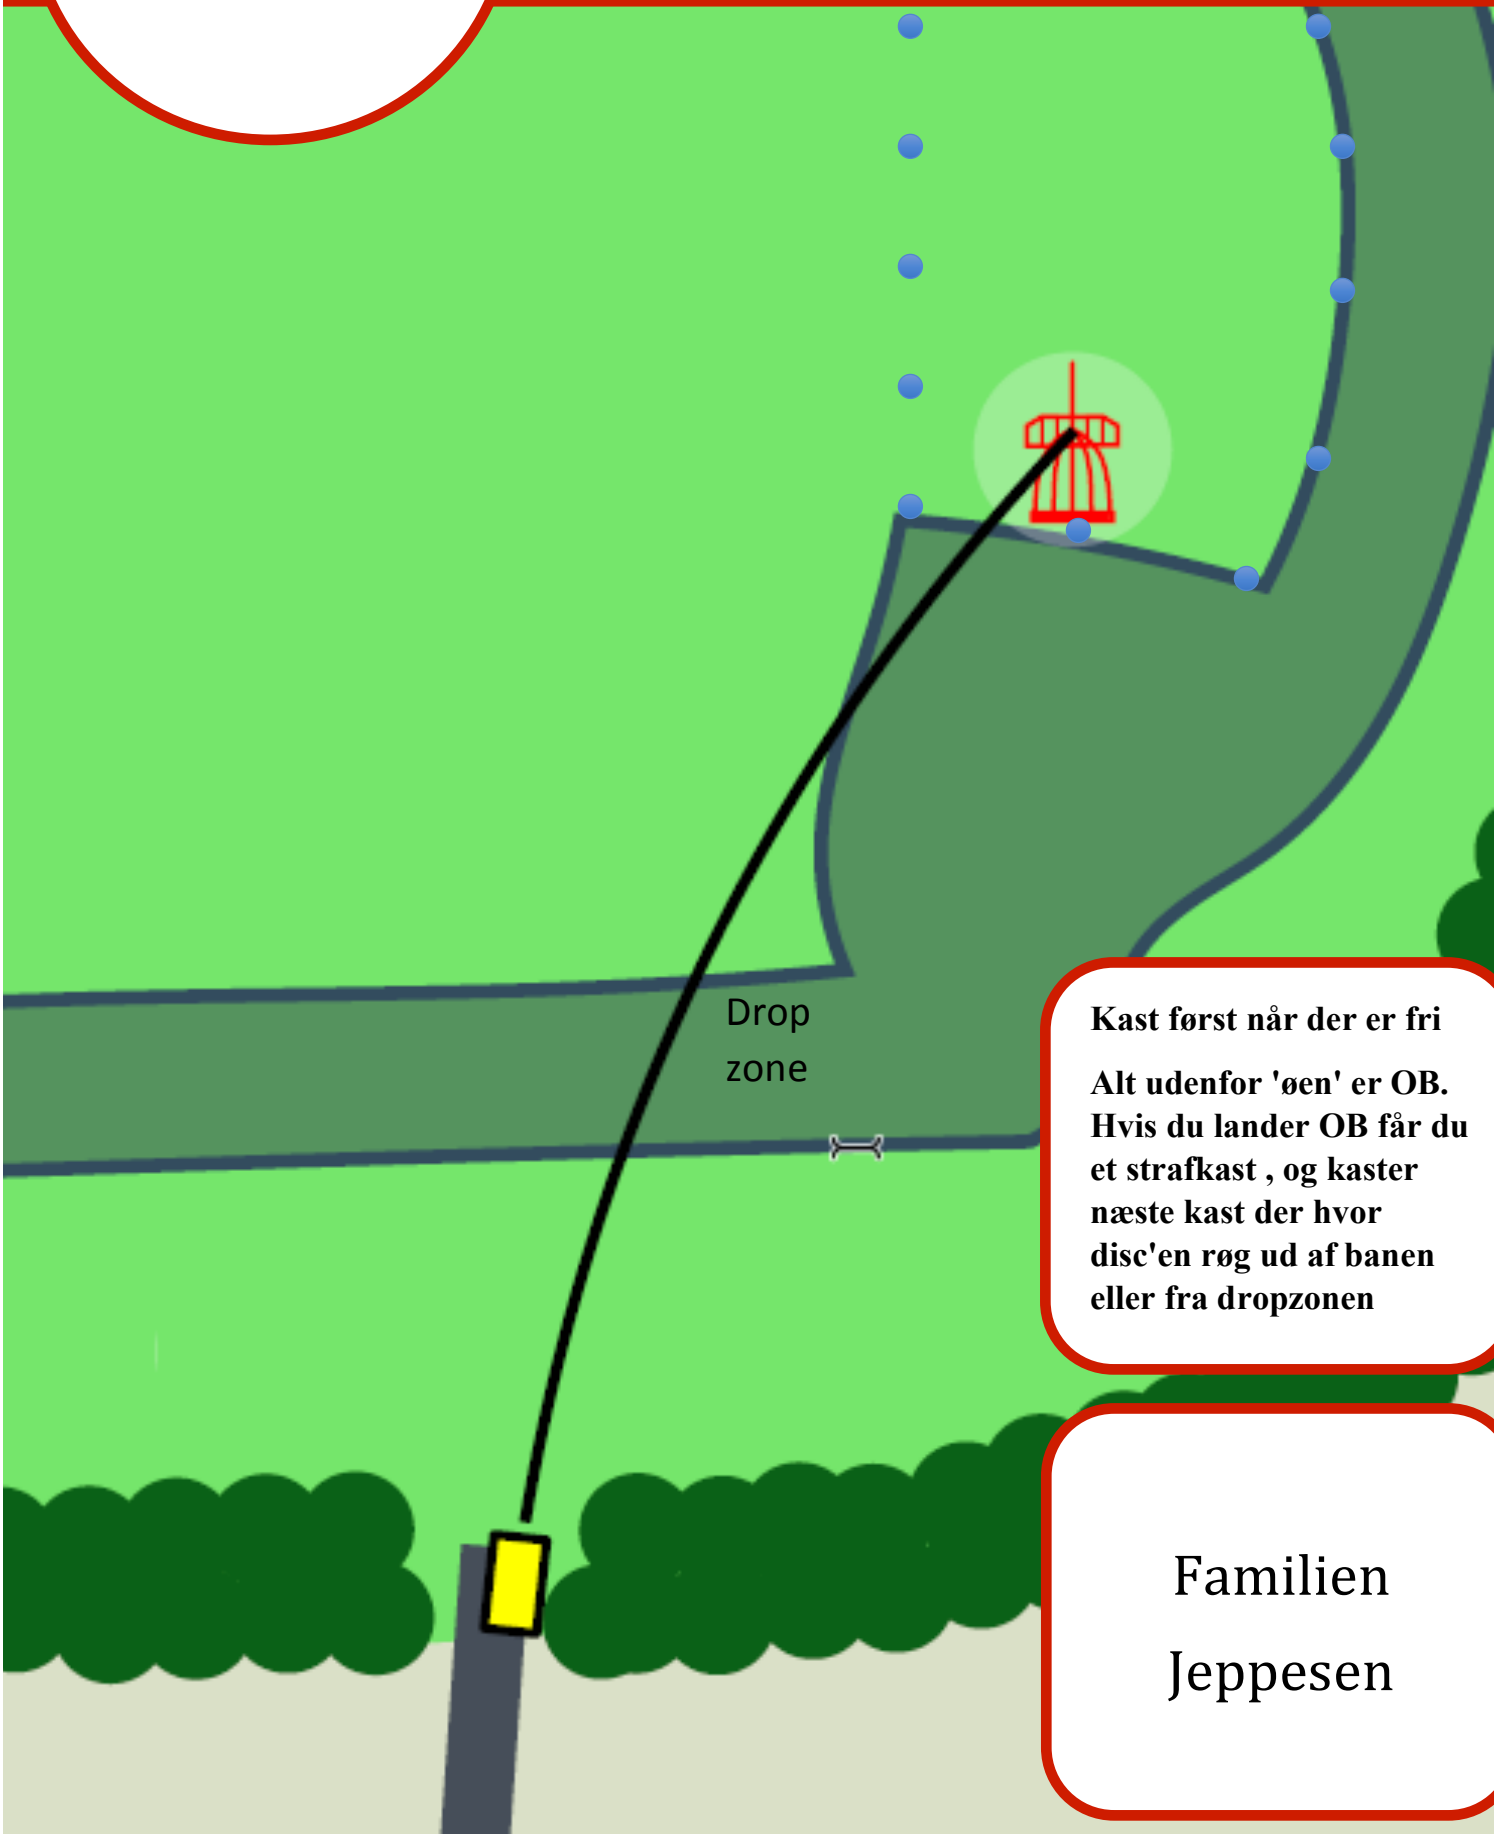 Drop
zone
Kast først når der er fri
Alt udenfor 'øen' er OB.
Hvis du lander OB får du
et strafkast , og kaster
næste kast der hvor
disc'en røg ud af banen
eller fra dropzonen
Familien
Jeppesen